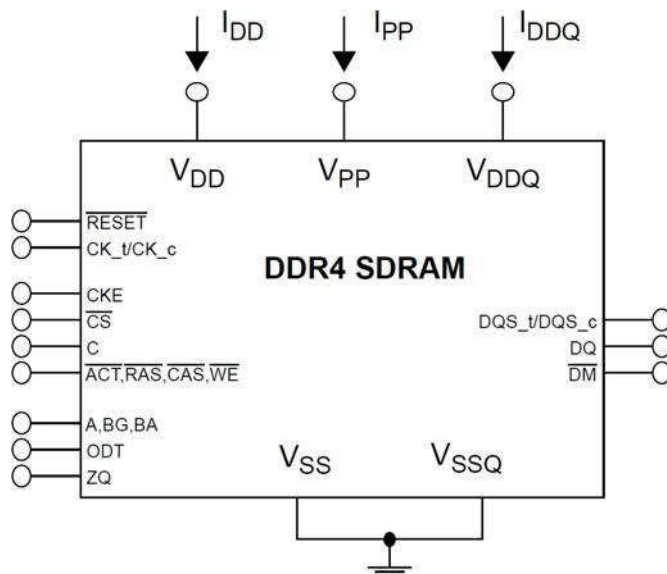 IDD IPP IDDQ
VDD VPP VDDQ
RESET
CK_t/CK_c
DDR4 SDRAM
CKE
CS
DQS_t/DQS_c
C
DQ
ACT,RAS,CAS,WE
DM
A,BG,BA
ODT
VSS VSSQ
ZQ